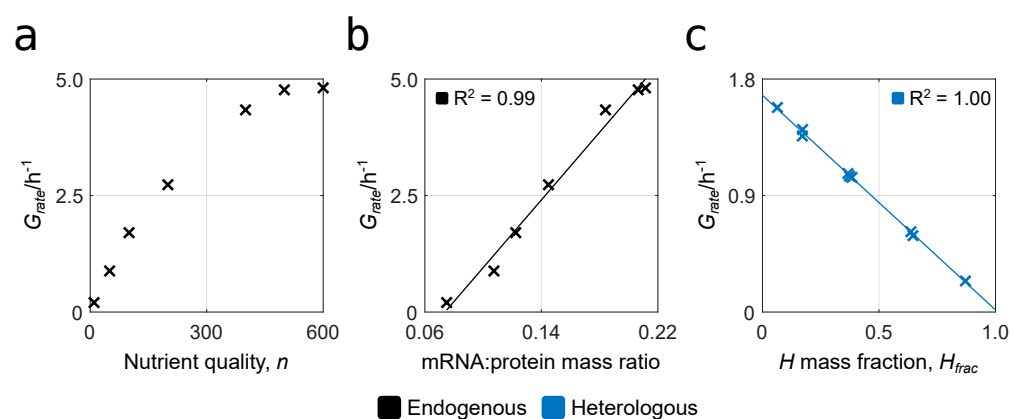 a
b
c
5.0
2.5
0
G_rate/h⁻¹
0
300
600
Nutrient quality, n
5.0
2.5
0
G_rate/h⁻¹
R² = 0.99
0.06
0.14
0.22
mRNA:protein mass ratio
1.8
0.9
0
G_rate/h⁻¹
R² = 1.00
0
0.5
1.0
H mass fraction, H_frac
Endogenous
Heterologous